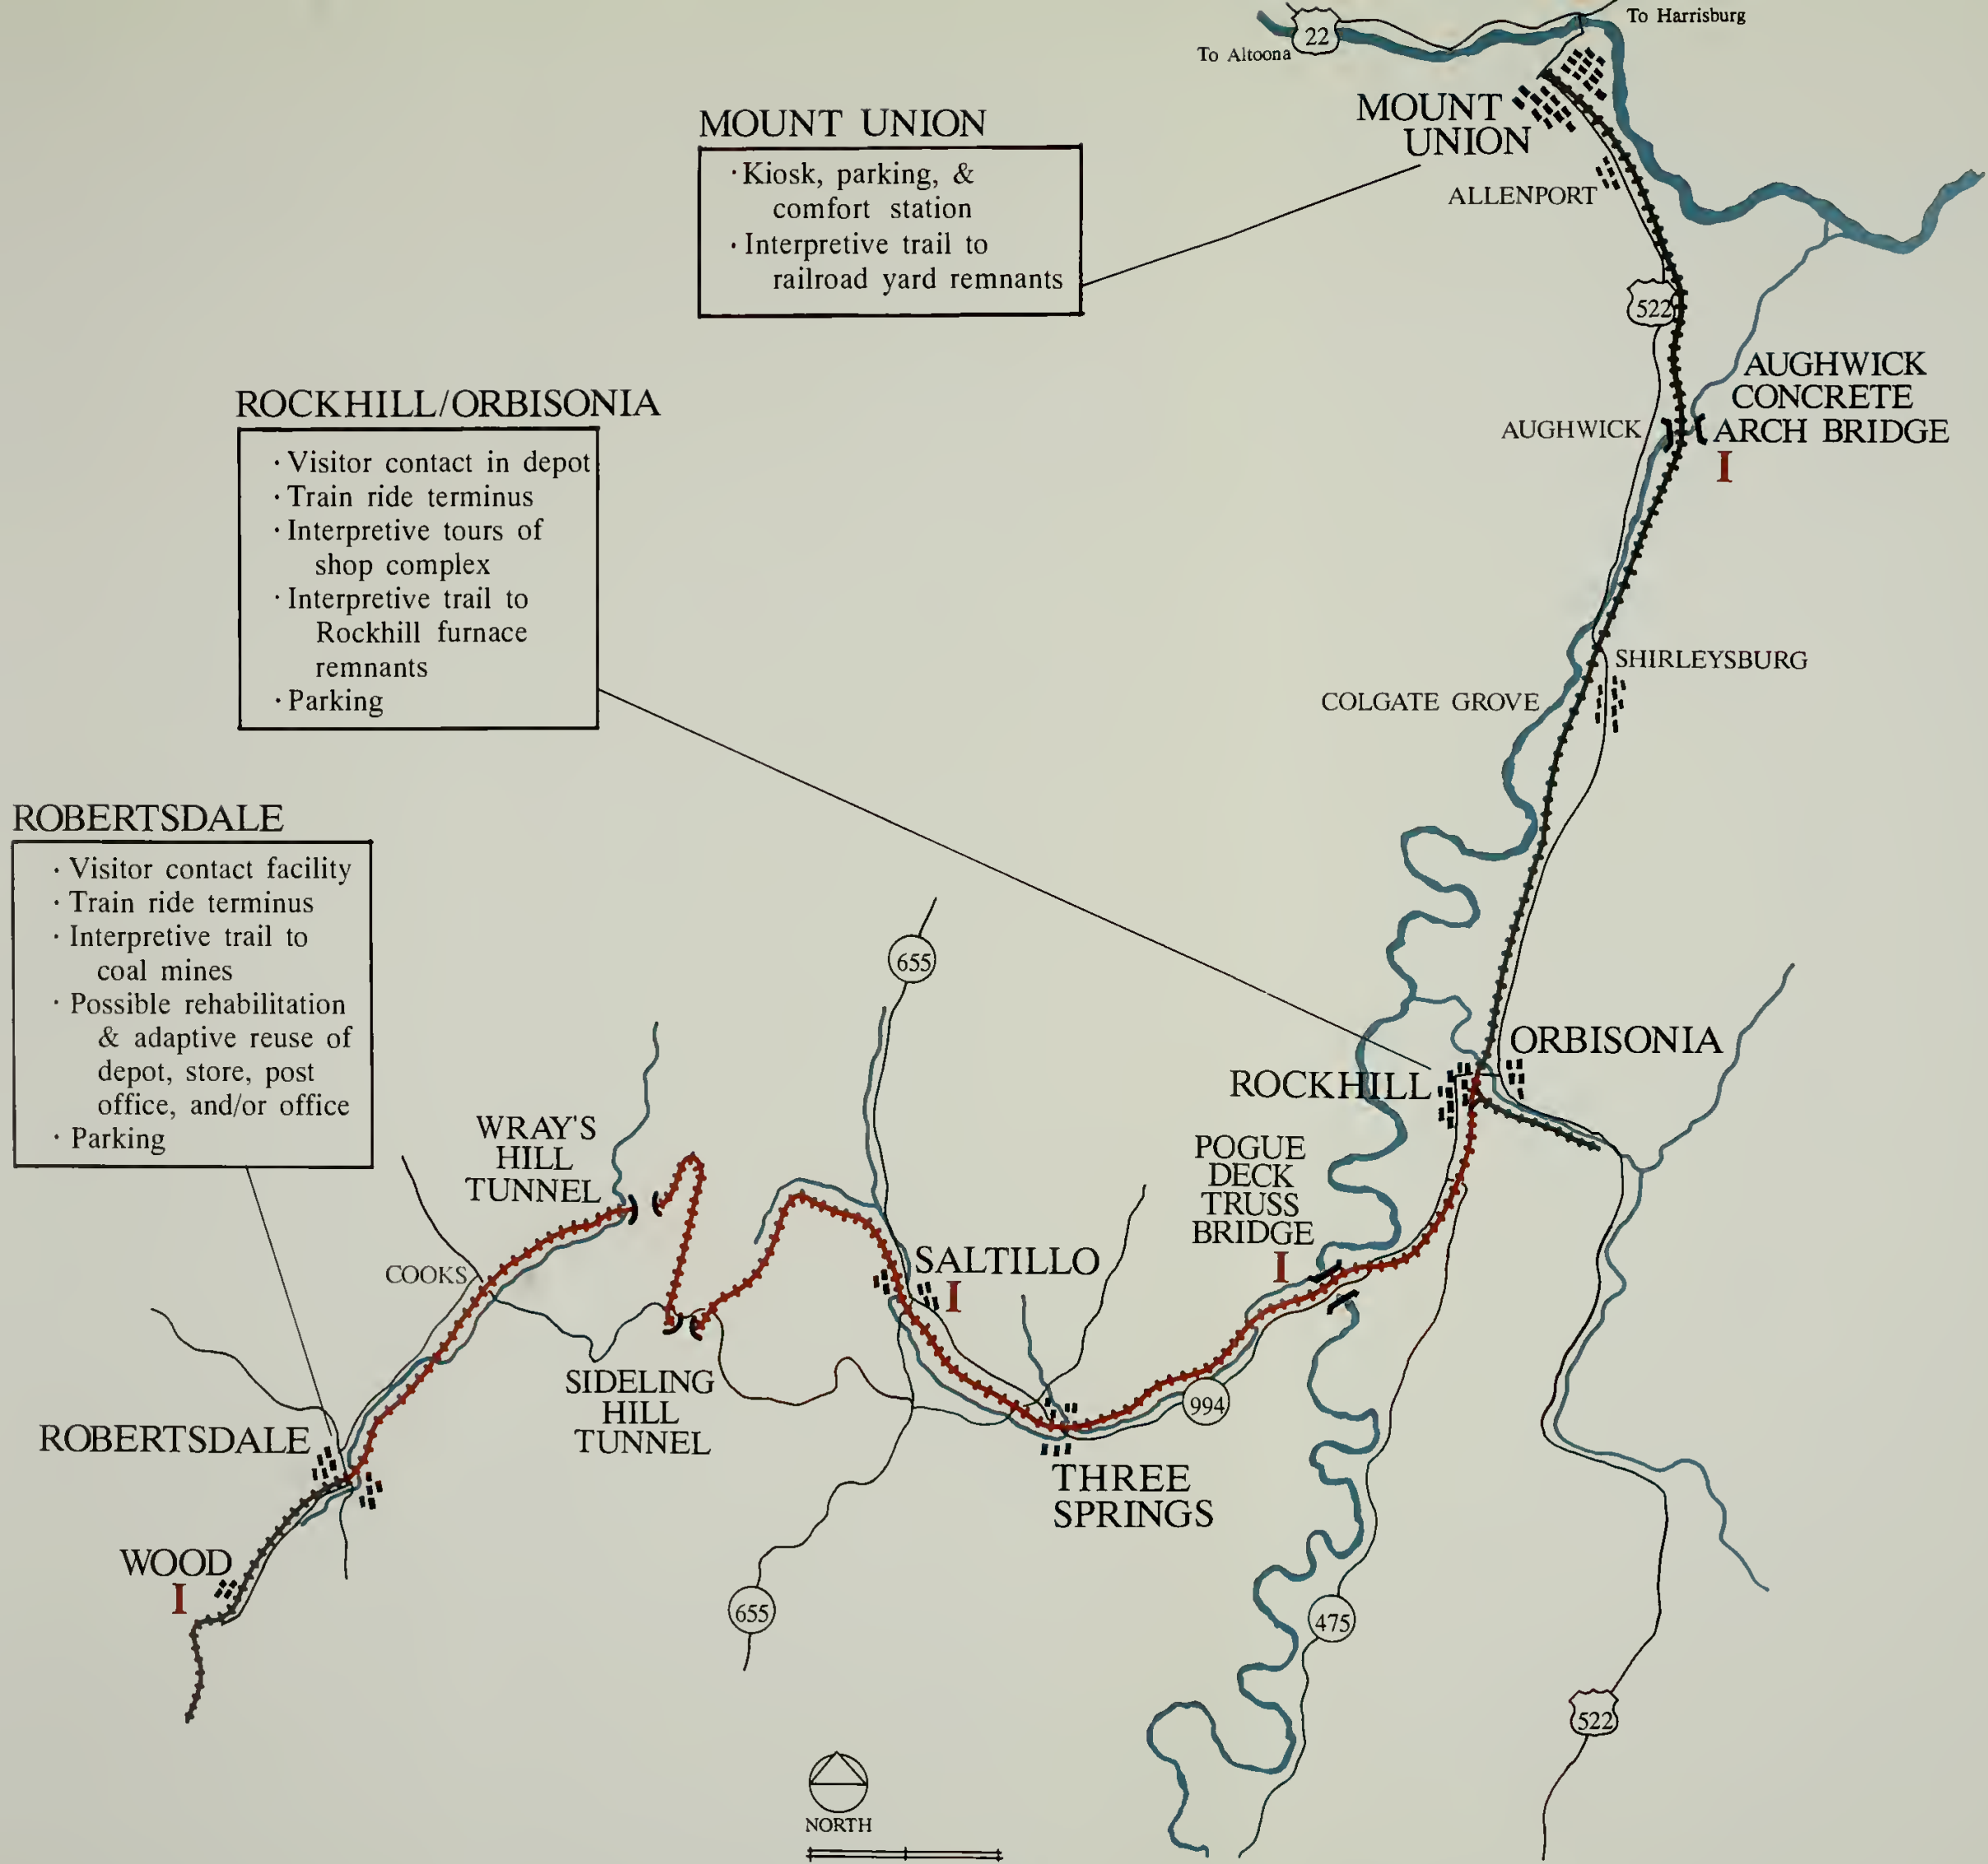 To Harrisburg
22
To Altoona
MOUNT UNION
· Kiosk, parking, &
comfort station
· Interpretive trail to
railroad yard remnants
MOUNT
UNION
ALLENPORT
522
AUGHWICK
CONCRETE
ARCH BRIDGE
I
AUGHWICK
ROCKHILL/ORBISONIA
· Visitor contact in depot
· Train ride terminus
· Interpretive tours of
shop complex
· Interpretive trail to
Rockhill furnace
remnants
· Parking
SHIRLEYSBURG
COLGATE GROVE
ROBERTSDALE
· Visitor contact facility
· Train ride terminus
· Interpretive trail to
coal mines
· Possible rehabilitation
& adaptive reuse of
depot, store, post
office, and/or office
· Parking
655
ORBISONIA
ROCKHILL
WRAY'S
HILL
TUNNEL
POGUE
DECK
TRUSS
BRIDGE
I
SALTILLO
I
COOKS
SIDELING
HILL
TUNNEL
994
ROBERTSDALE
THREE
SPRINGS
WOOD
I
655
475
522
NORTH